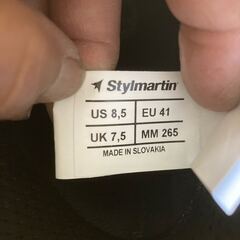 Stylmartin
US 8,5 EU 41
UK 7,5 MM 265
MADE IN SLOVAKIA